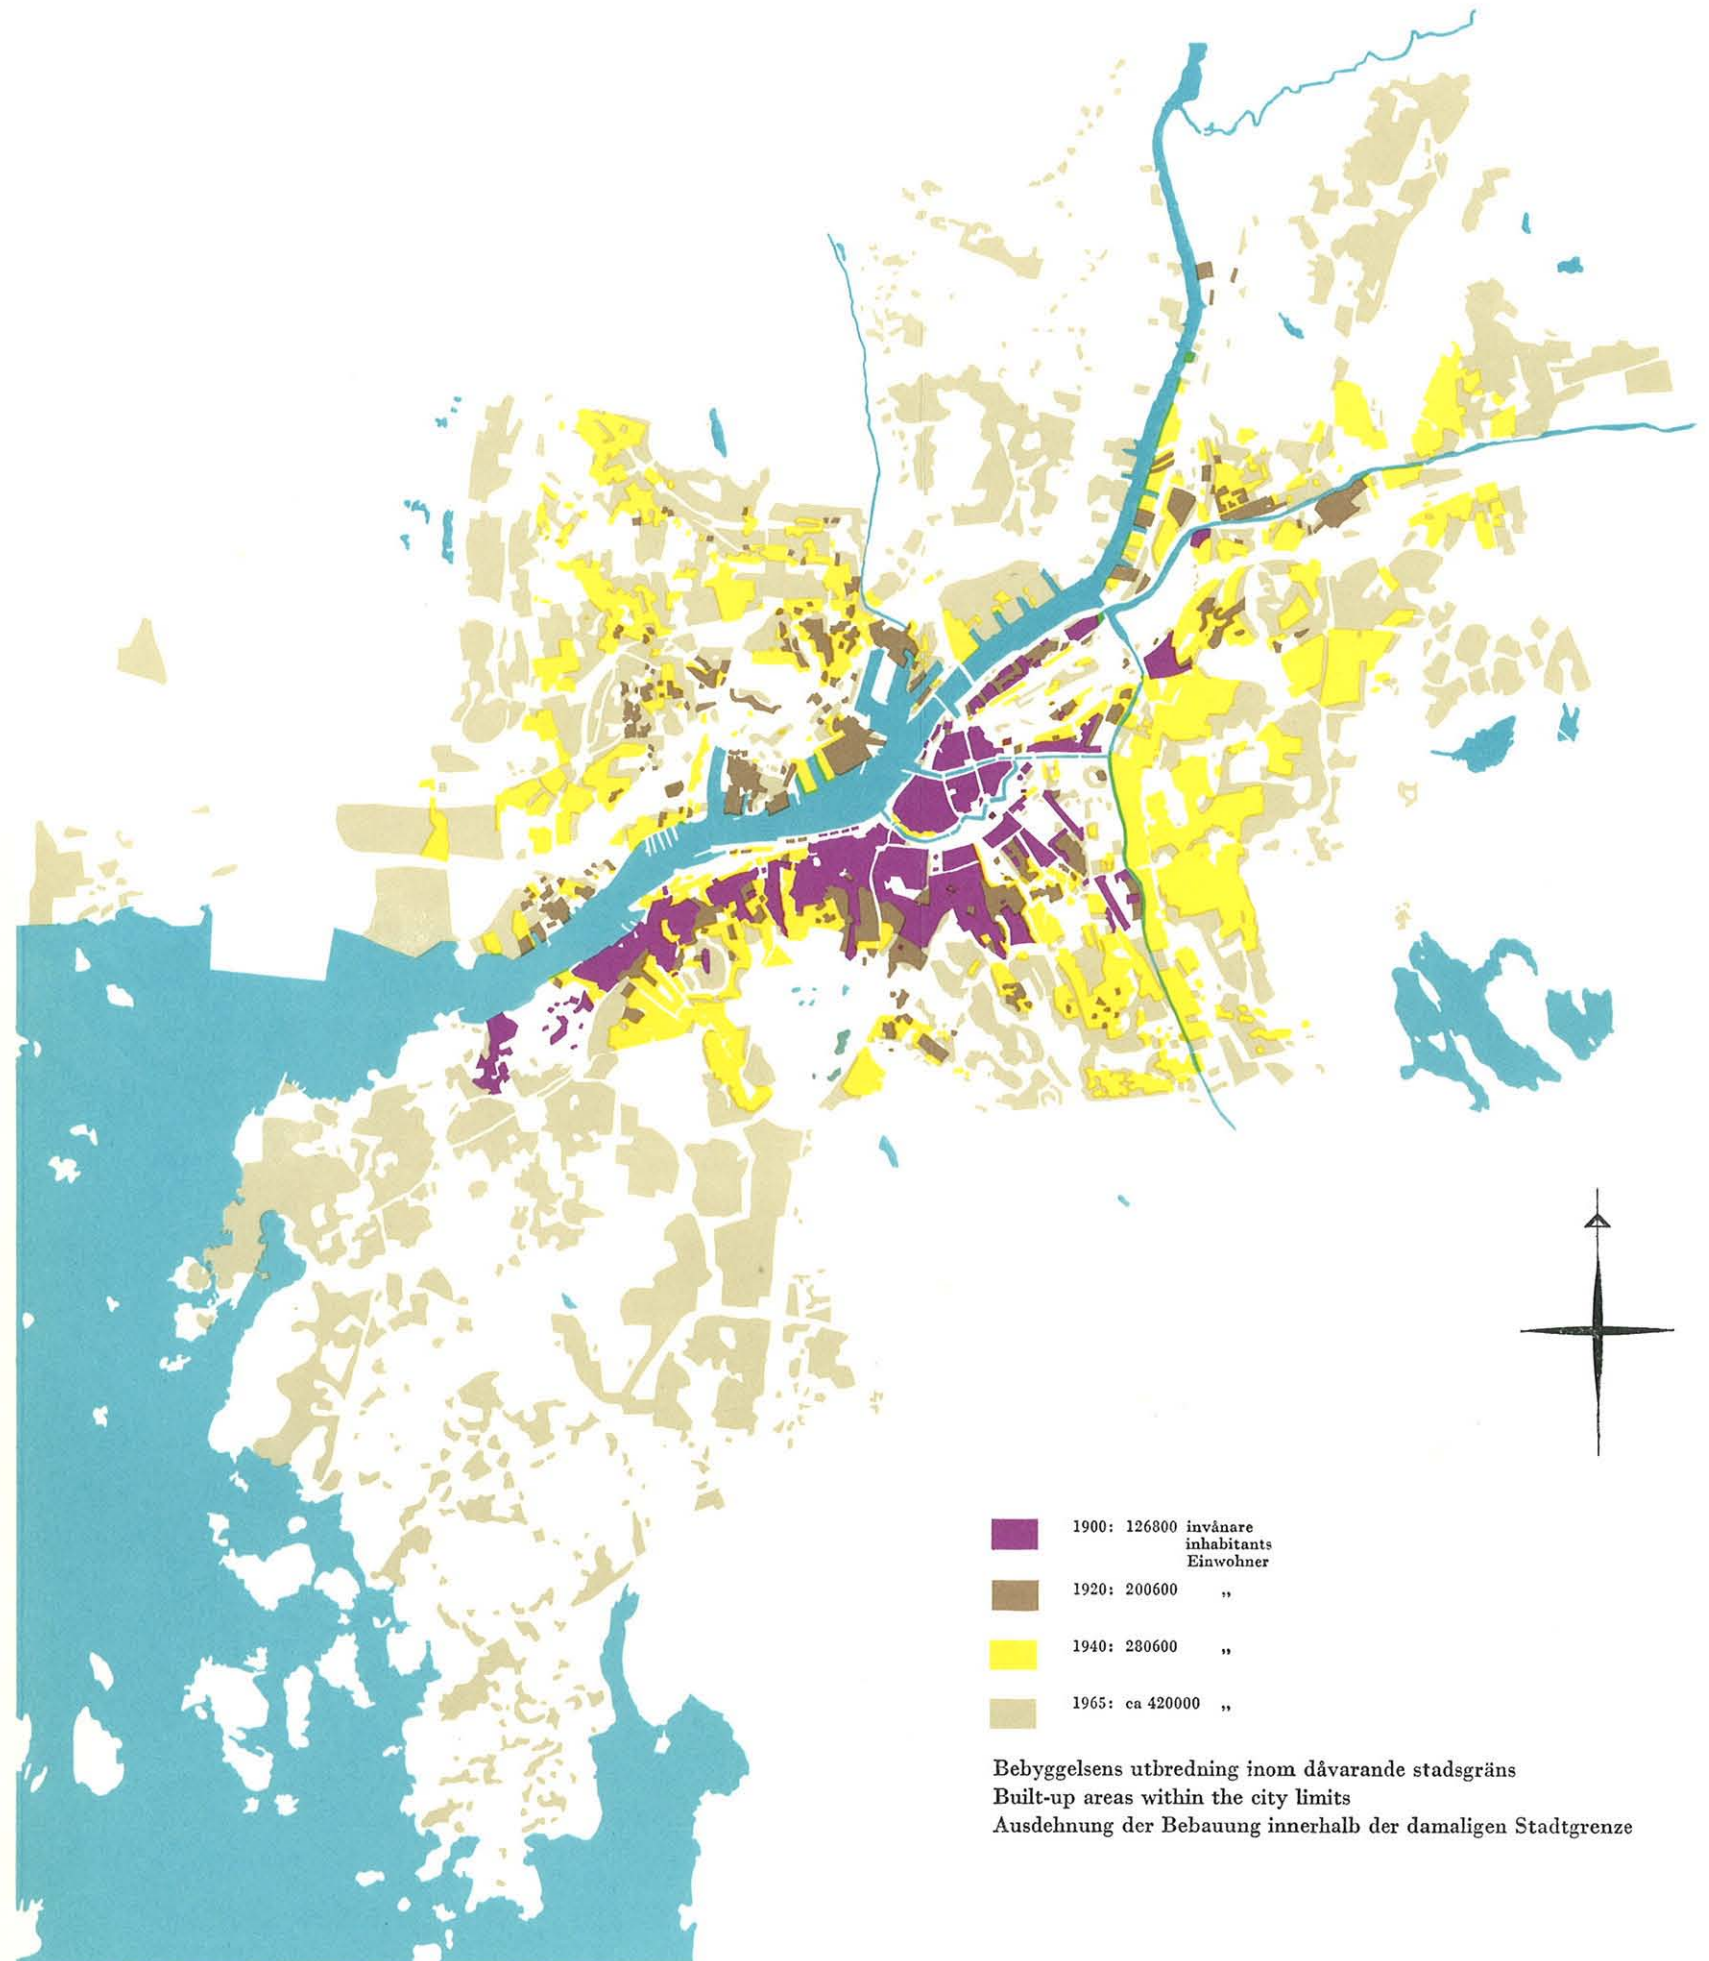 1900: 126800 invånare
inhabitants
Einwohner
1920: 200600 „
1940: 280600 „
1965: ca 420000 „
Bebyggelsens utbredning inom dåvarande stadsgräns
Built-up areas within the city limits
Ausdehnung der Bebauung innerhalb der damaligen Stadtgrenze